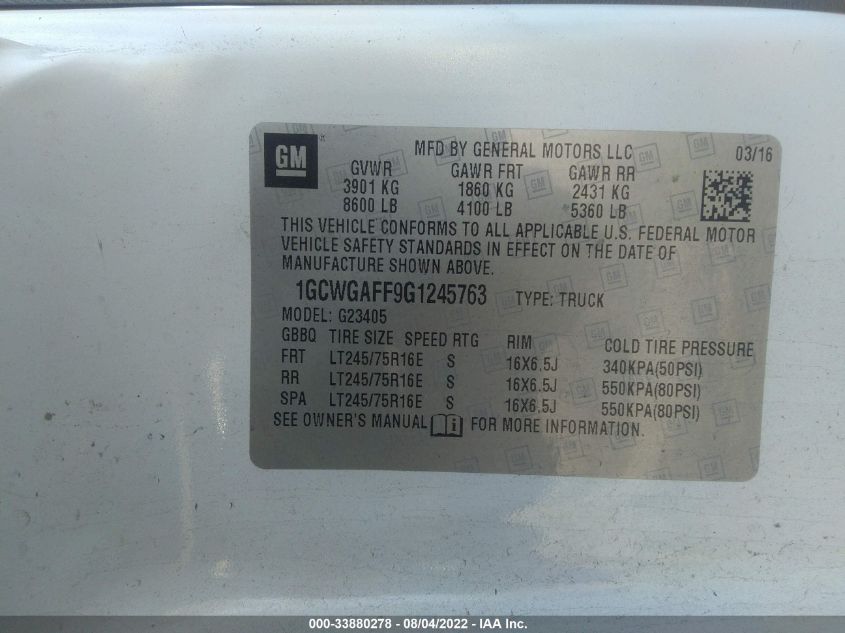 GM MFD BY GENERAL MOTORS LLC 03/16
GVWR GAWR FRT GAWR RR
3901 KG 1860 KG 2431 KG
8600 LB 4100 LB 5360 LB
THIS VEHICLE CONFORMS TO ALL APPLICABLE U.S. FEDERAL MOTOR
VEHICLE SAFETY STANDARDS IN EFFECT ON THE DATE OF
MANUFACTURE SHOWN ABOVE.
1GCWGAFF9G1245763 TYPE: TRUCK
MODEL: G23405
GBBQ TIRE SIZE SPEED RTG RIM COLD TIRE PRESSURE
FRT LT245/75R16E S 16X6.5J 340KPA(50PSI)
RR LT245/75R16E S 16X6.5J 550KPA(80PSI)
SPA LT245/75R16E S 16X6.5J 550KPA(80PSI)
SEE OWNER'S MANUAL FOR MORE INFORMATION.
000-33880278 - 08/04/2022 - IAA Inc.